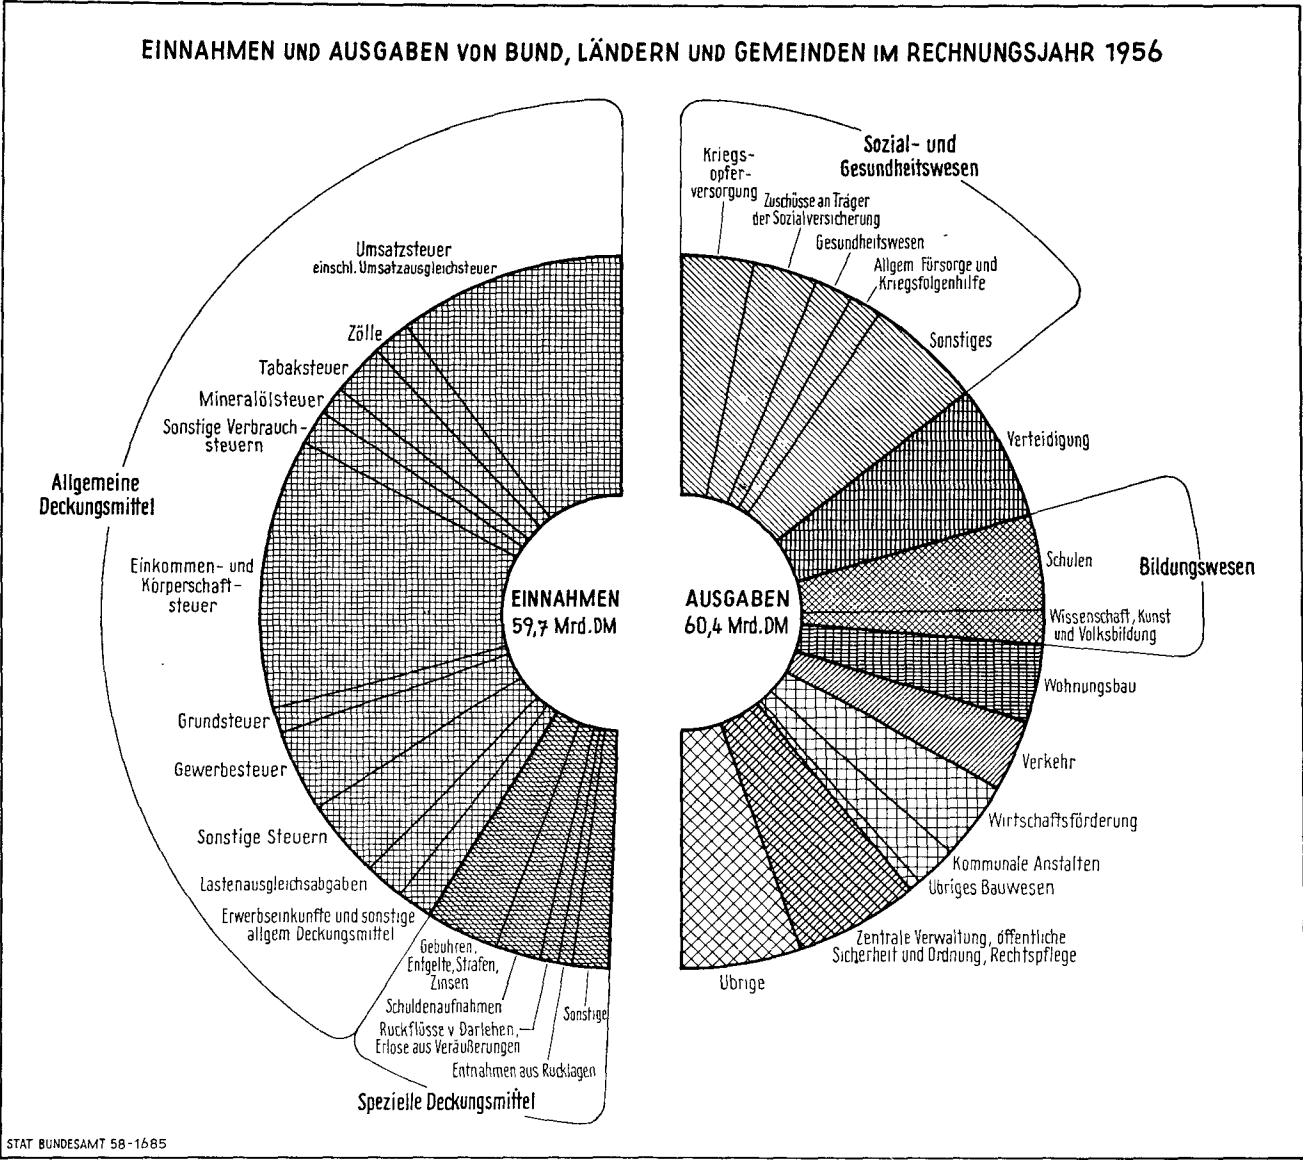 EINNAHMEN UND AUSGABEN VON BUND, LÄNDERN UND GEMEINDEN IM RECHNUNGSJAHR 1956
Umsatzsteuer
einschl. Umsatzausgleichsteuer
Zölle
Tabaksteuer
Mineralölsteuer
Sonstige Verbrauch-
steuern
Allgemeine
Deckungsmittel
Einkommen- und
Körperschaft-
steuer
Grundsteuer
Gewerbesteuer
Sonstige Steuern
Lastenausgleichsabgaben
Erwerbseinkunfte und sonstige
allgem Deckungsmittel
Gebuhren,
Entgelte, Strafen,
Zinsen
Schuldenaufnahmen
Ruckflüsse v Darlehen,
Erlose aus Veräußerungen
Entnahmen aus Rucklagen
Sonstige
Spezielle Deckungsmittel
EINNAHMEN
59,7 Mrd.DM
AUSGABEN
60,4 Mrd.DM
Sozial- und
Gesundheitswesen
Kriegs-
opfer-
versorgung
Zuschüsse an Träger
der Sozialversicherung
Gesundheitswesen
Allgem Fürsorge und
Kriegsfolgenhilfe
Sonstiges
Verteidigung
Schulen
Bildungswesen
Wissenschaft, Kunst
und Volksbildung
Wohnungsbau
Verkehr
Wirtschaftsförderung
Kommunale Anstalten
Übriges Bauwesen
Zentrale Verwaltung, öffentliche
Sicherheit und Ordnung, Rechtspflege
Übrige
STAT BUNDESAMT 58-1685